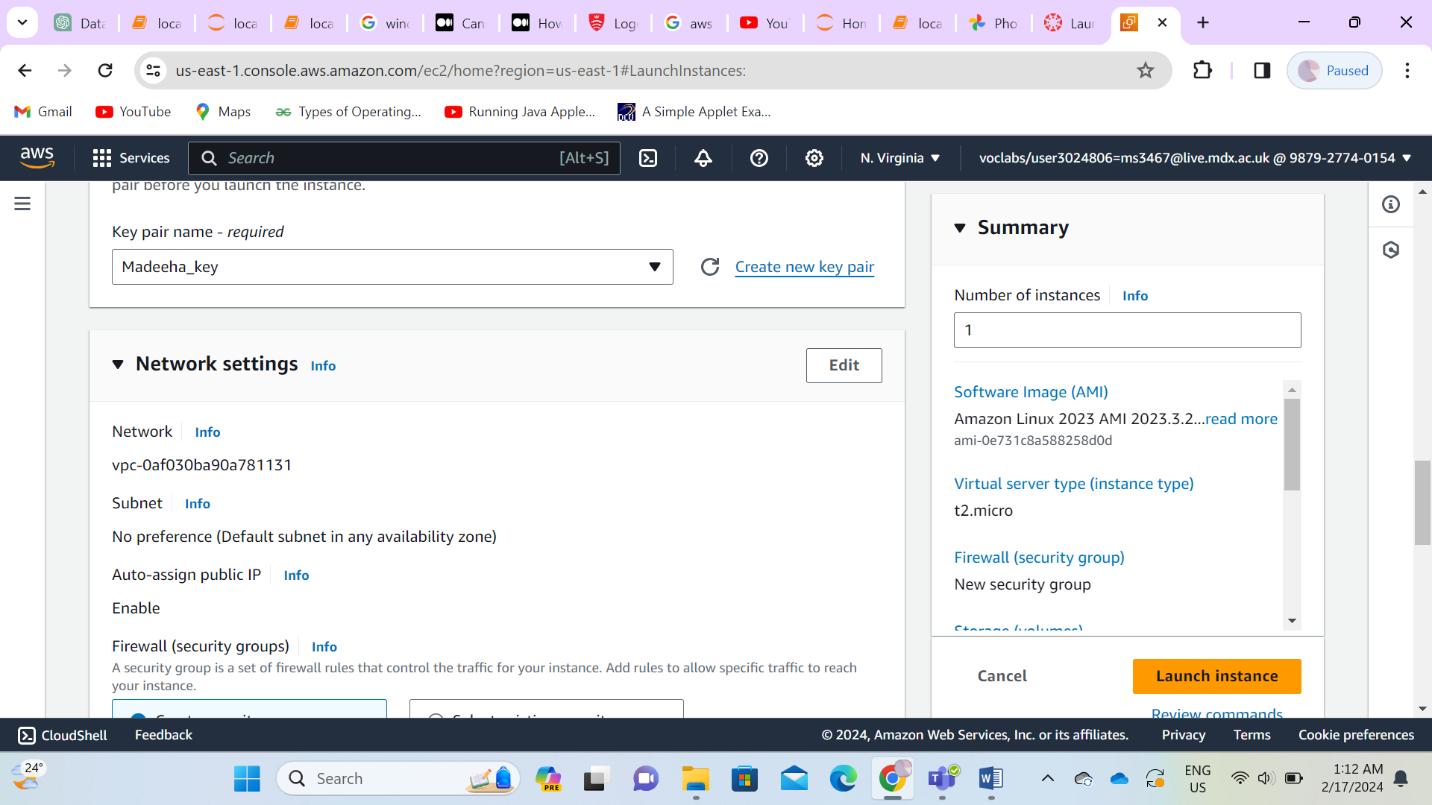 Data
loca
loca
loca
wind
Can
How
Log
aws
You
Hom
loca
Pho
Laun
us-east-1.console.aws.amazon.com/ec2/home?region=us-east-1#LaunchInstances:
Paused
Gmail
YouTube
Maps
Types of Operating...
Running Java Apple...
A Simple Applet Exa...
aws
Services
Search
[Alt+S]
N. Virginia
voclabs/user3024806=ms3467@live.mdx.ac.uk @ 9879-2774-0154
pair before you launch the instance.
Key pair name - required
Madeeha_key
Create new key pair
Network settings Info
Edit
Network Info
vpc-0af030ba90a781131
Subnet Info
No preference (Default subnet in any availability zone)
Auto-assign public IP Info
Enable
Firewall (security groups) Info
A security group is a set of firewall rules that control the traffic for your instance. Add rules to allow specific traffic to reach
your instance.
Summary
Number of instances Info
1
Software Image (AMI)
Amazon Linux 2023 AMI 2023.3.2...read more
ami-0e731c8a588258d0d
Virtual server type (instance type)
t2.micro
Firewall (security group)
New security group
Storage (volumes)
Cancel
Launch instance
Review commands
CloudShell
Feedback
© 2024, Amazon Web Services, Inc. or its affiliates.
Privacy
Terms
Cookie preferences
24°
Search
PRE
ENG
US
1:12 AM
2/17/2024